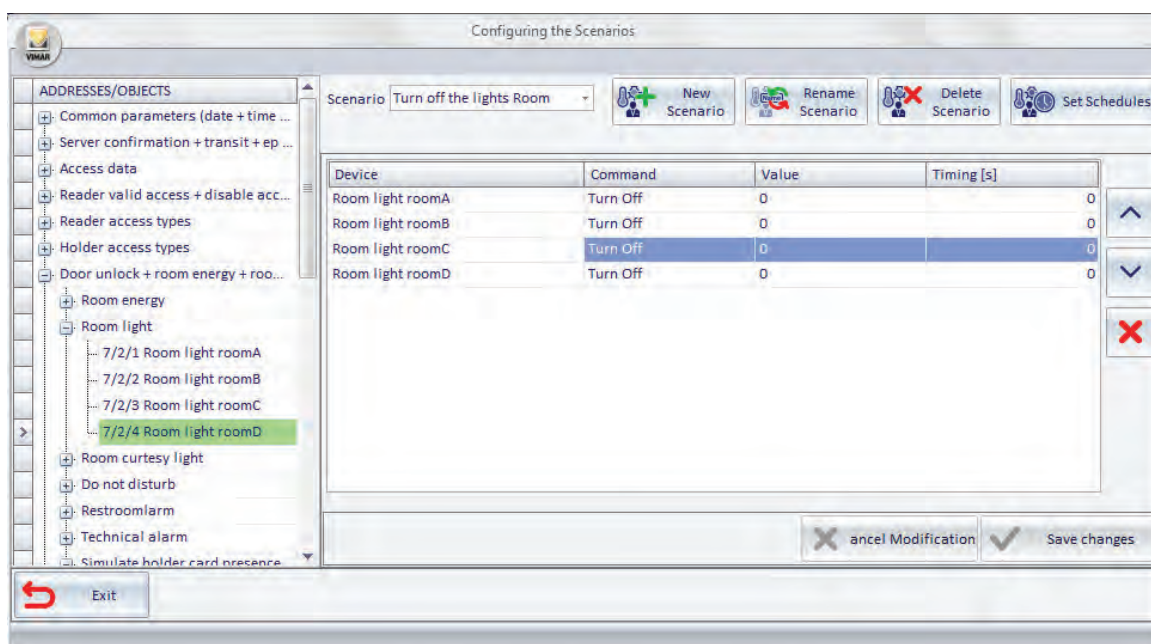 Configuring the Scenarios
VIMAR
ADDRESSES/OBJECTS
Common parameters (date + time ...
Server confirmation + transit + ep ...
Access data
Reader valid access + disable acc...
Reader access types
Holder access types
Door unlock + room energy + roo...
Room energy
Room light
7/2/1 Room light roomA
7/2/2 Room light roomB
7/2/3 Room light roomC
7/2/4 Room light roomD
Room curtesy light
Do not disturb
Restroomlarm
Technical alarm
Simulate holder card presence
Scenario Turn off the lights Room
New Scenario
Rename Scenario
Delete Scenario
Set Schedules
Device Command Value Timing [s]
Room light roomA Turn Off 0 0
Room light roomB Turn Off 0 0
Room light roomC Turn Off 0 0
Room light roomD Turn Off 0 0
ancel Modification Save changes
Exit